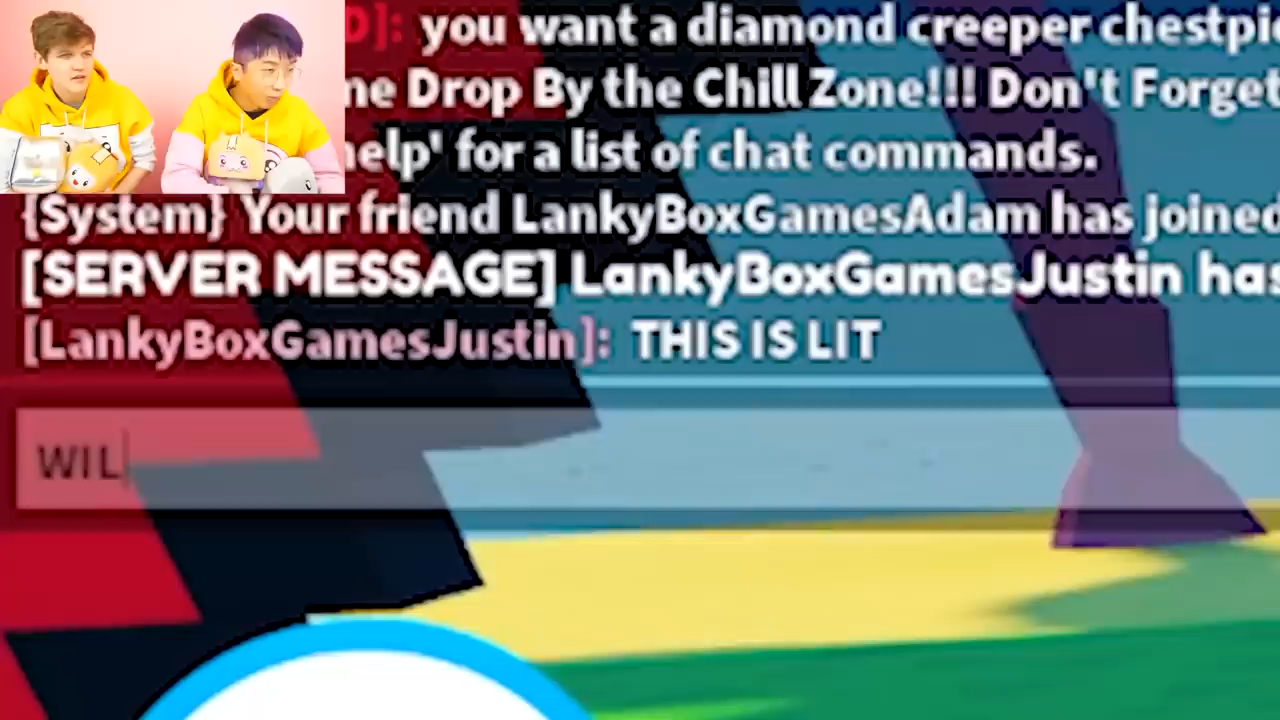 D]: you want a diamond creeper chestpie
me Drop By the Chill Zone!!! Don't Forget
help' for a list of chat commands.
{System} Your friend LankyBoxGamesAdam has joined
[SERVER MESSAGE] LankyBoxGamesJustin has
[LankyBoxGamesJustin]: THIS IS LIT
WIL